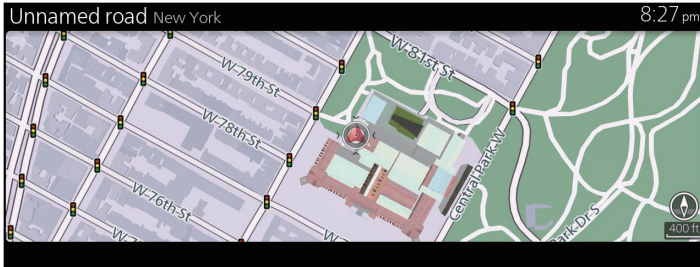 Unnamed road New York
8:27 pm
W 81st St
W 79th St
W 78th St
Central Park W
W 76th St
Park Dr S
400 ft